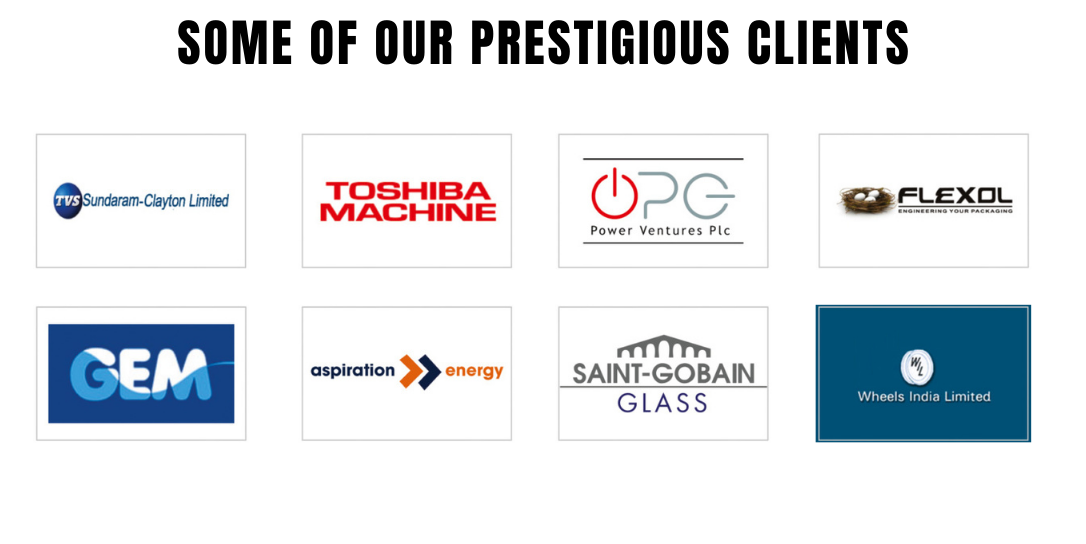 SOME OF OUR PRESTIGIOUS CLIENTS
TVS Sundaram-Clayton Limited
TOSHIBA
MACHINE
OPG
Power Ventures Plc
FLEXOL
ENGINEERING YOUR PACKAGING
GEM
aspiration energy
SAINT-GOBAIN
GLASS
WIL
Wheels India Limited